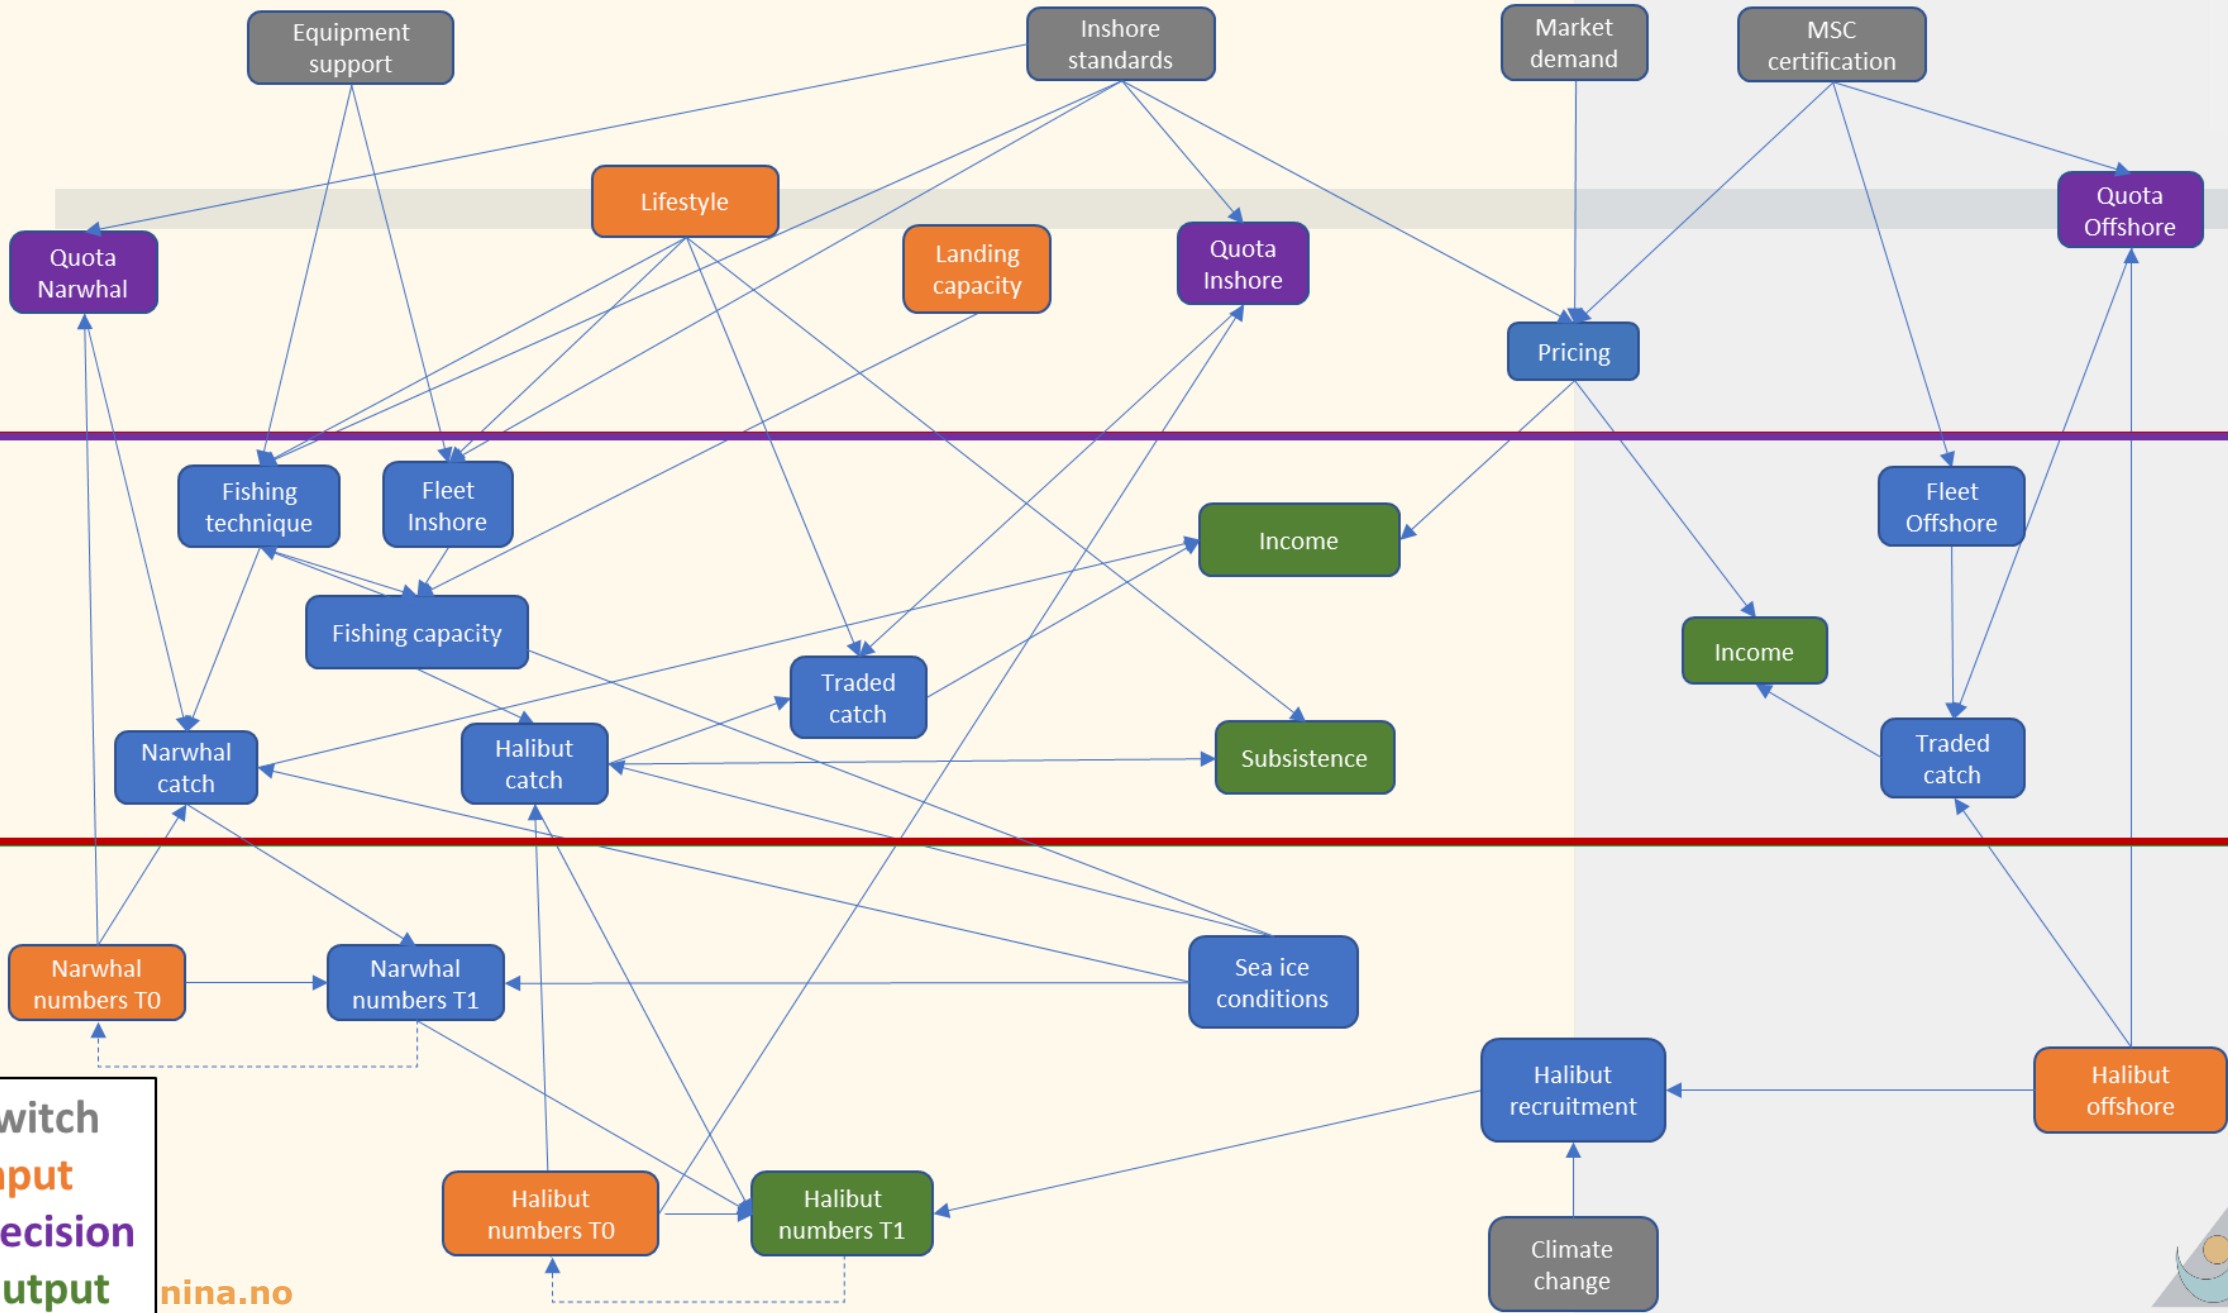 Equipment
support
Inshore
standards
Market
demand
MSC
certification
Lifestyle
Quota
Offshore
Quota
Narwhal
Landing
capacity
Quota
Inshore
Pricing
Fishing
technique
Fleet
Inshore
Income
Fleet
Offshore
Fishing capacity
Income
Traded
catch
Narwhal
catch
Halibut
catch
Subsistence
Traded
catch
Narwhal
numbers T0
Narwhal
numbers T1
Sea ice
conditions
Halibut
recruitment
Halibut
offshore
Halibut
numbers T0
Halibut
numbers T1
Climate
change
witch
nput
ecision
utput
nina.no